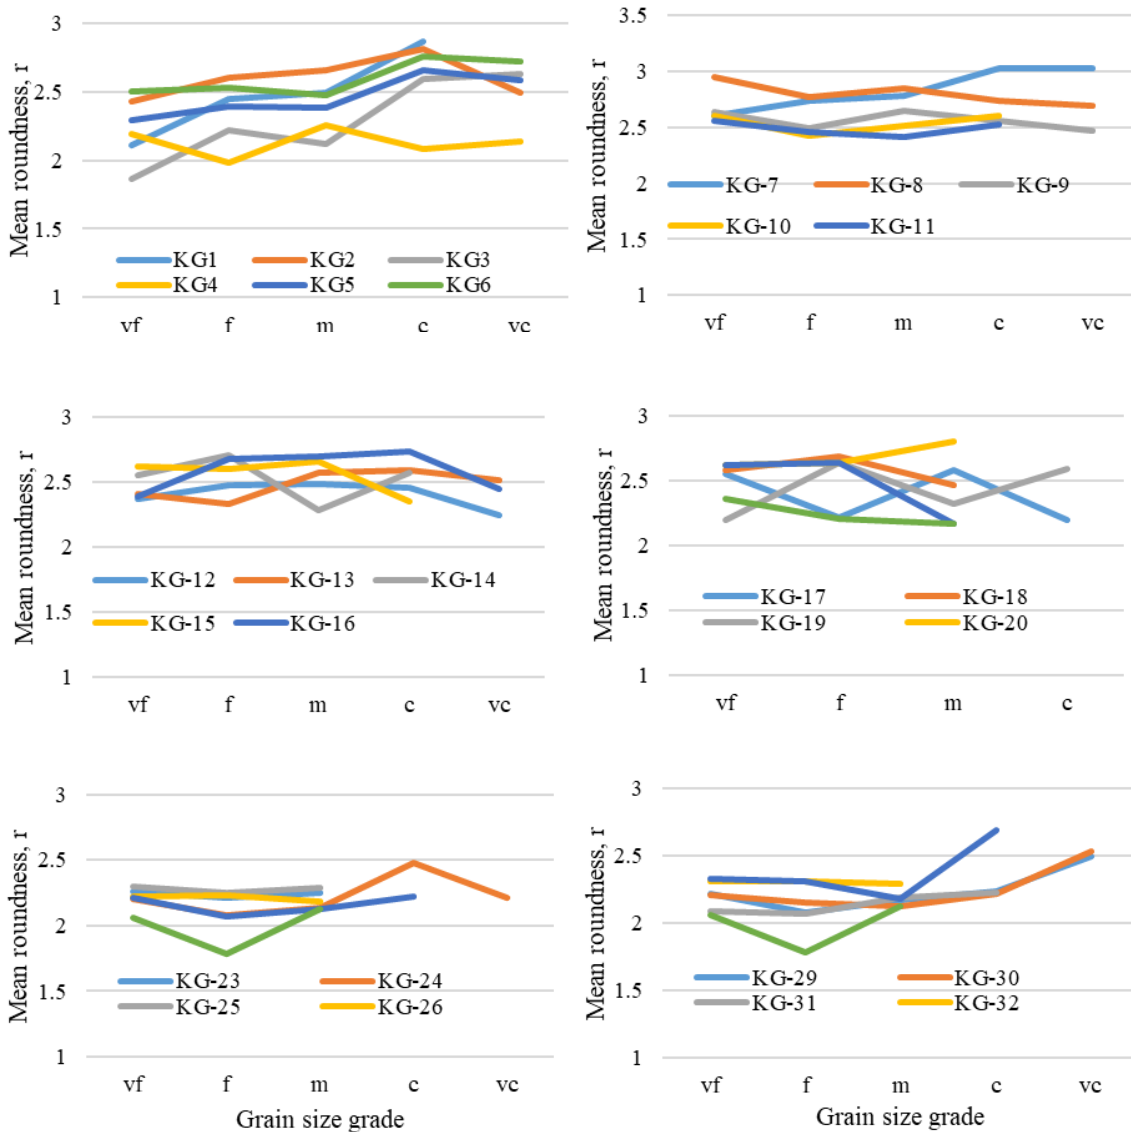 3
2.5
2
1.5
1
Mean roundness, r
KG1 KG2 KG3
KG4 KG5 KG6
vf f m c vc
3.5
3
2.5
2
1.5
1
Mean roundness, r
KG-7 KG-8 KG-9
KG-10 KG-11
vf f m c vc
3
2.5
2
1.5
1
Mean roundness, r
KG-12 KG-13 KG-14
KG-15 KG-16
vf f m c vc
3
2.5
2
1.5
1
Mean roundness, r
KG-17 KG-18
KG-19 KG-20
vf f m c
3
2.5
2
1.5
1
Mean roundness, r
KG-23 KG-24
KG-25 KG-26
vf f m c vc
Grain size grade
3
2.5
2
1.5
1
Mean roundness, r
KG-29 KG-30
KG-31 KG-32
vf f m c vc
Grain size grade